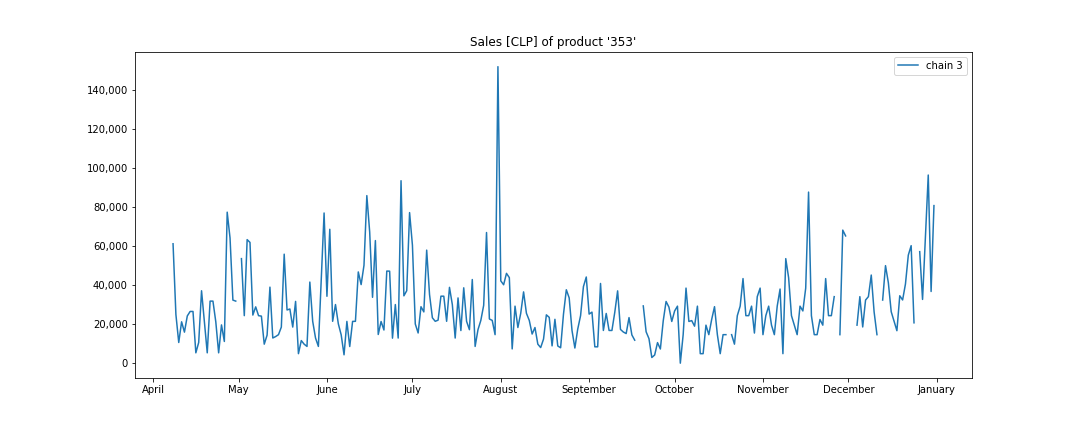 Sales [CLP] of product '353'
chain 3
140,000
120,000
100,000
80,000
60,000
40,000
20,000
0
April May June July August September October November December January